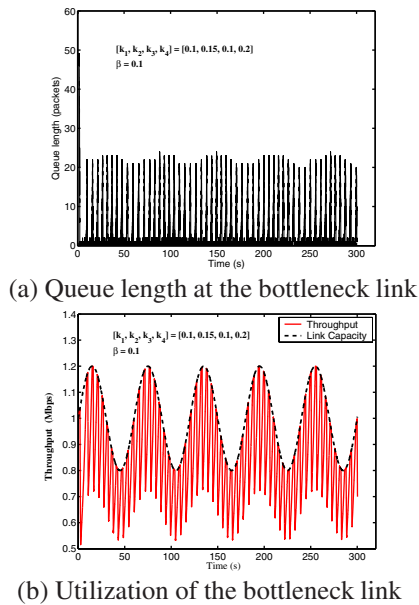 60
50
40
30
20
10
0
Queue length (packets)
[k₁, k₂, k₃, k₄] = [0.1, 0.15, 0.1, 0.2]
β = 0.1
0 50 100 150 200 250 300
Time (s)
(a) Queue length at the bottleneck link
1.4
1.3
1.2
1.1
1
0.9
0.8
0.7
0.6
0.5
Throughput (Mbps)
[k₁, k₂, k₃, k₄] = [0.1, 0.15, 0.1, 0.2]
β = 0.1
Throughput
Link Capacity
0 50 100 150 200 250 300
Time (s)
(b) Utilization of the bottleneck link